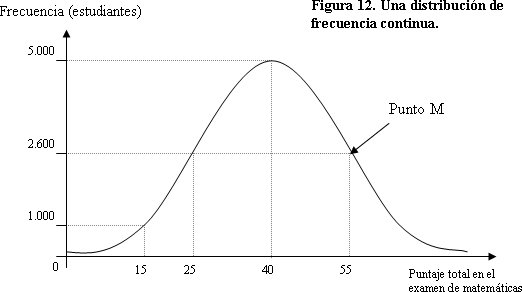 Frecuencia (estudiantes)
Figura 12. Una distribución de
frecuencia continua.
5.000
Punto M
2.600
1.000
0
15 25 40 55
Puntaje total en el
examen de matemáticas